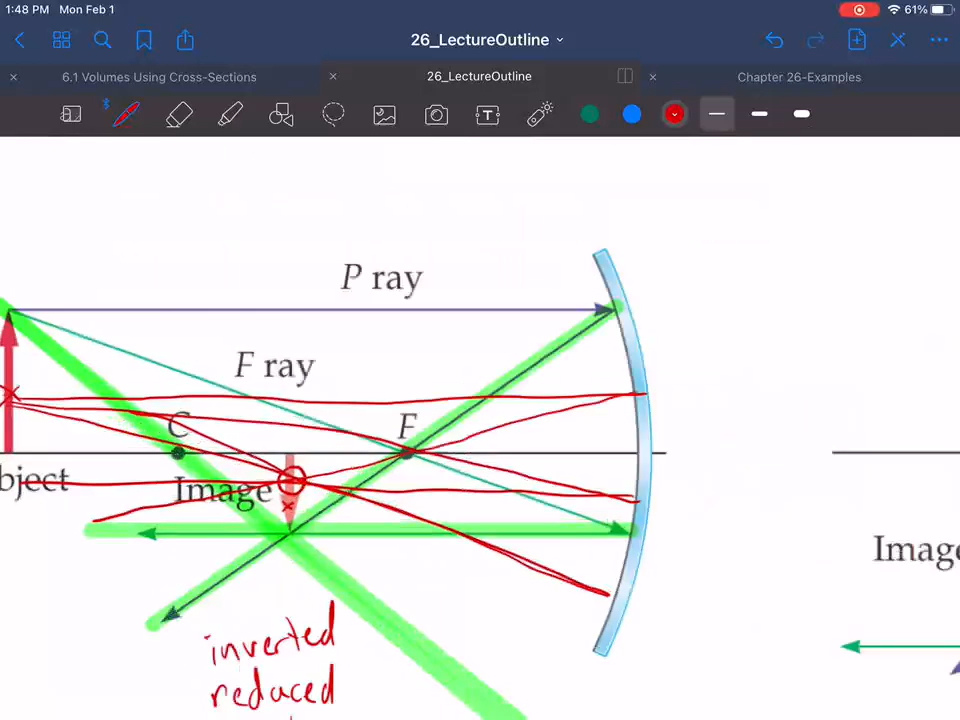 1:48 PM Mon Feb 1
61%
26_LectureOutline
6.1 Volumes Using Cross-Sections
26_LectureOutline
Chapter 26-Examples
T
P ray
F ray
C
F
bject
Image
Image
inverted
reduced